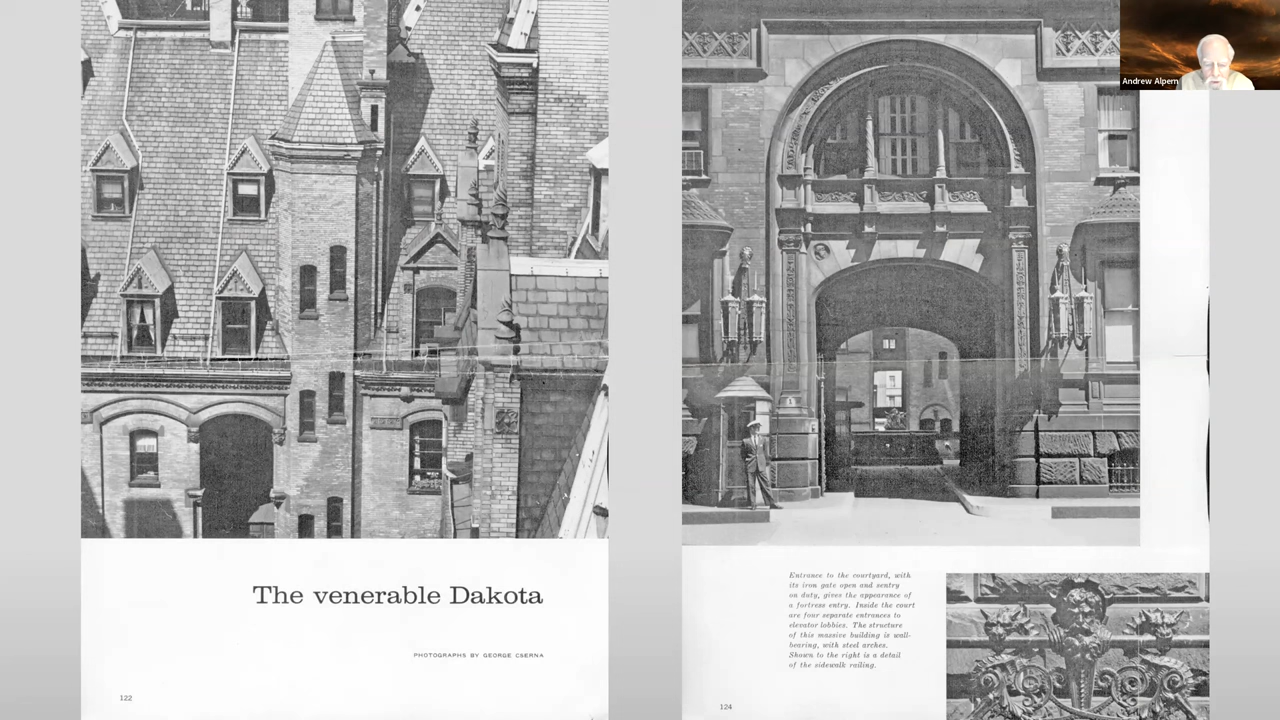 Andrew Alpern
The venerable Dakota
PHOTOGRAPHS BY GEORGE CSERNA
122
Entrance to the courtyard, with
its iron gate open and sentry
on duty, gives the appearance of
a fortress entry. Inside the court
are four separate entrances to
elevator lobbies. The structure
of this massive building is wall-
bearing, with steel arches.
Shown to the right is a detail
of the sidewalk railing.
124